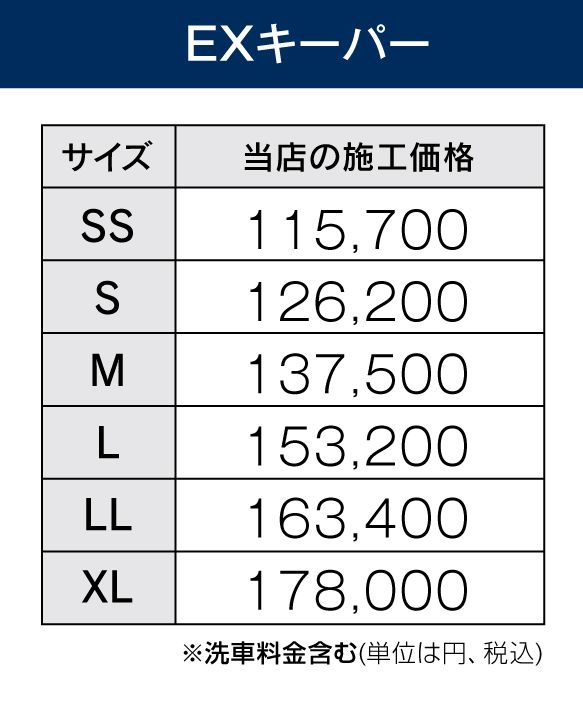 EXキーパー
サイズ 当店の施工価格
SS 115,700
S 126,200
M 137,500
L 153,200
LL 163,400
XL 178,000
※洗車料金含む(単位は円、税込)